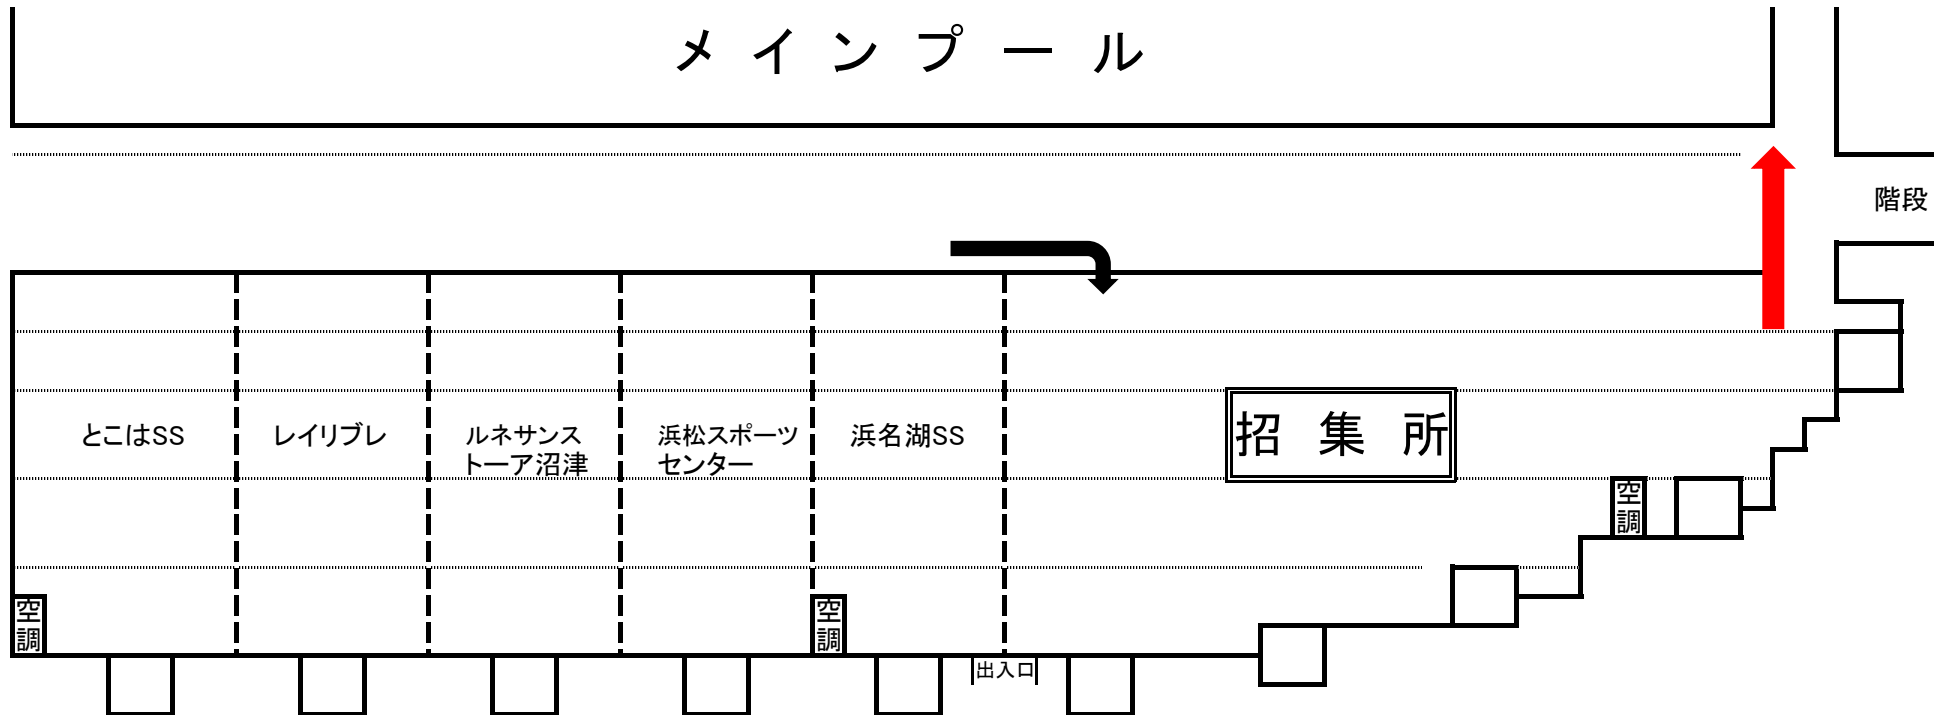 メインプール
階段
とこはSS
レイリブレ
ルネサンス
トーア沼津
浜松スポーツ
センター
浜名湖SS
招集所
空調
空調
空調
出入口